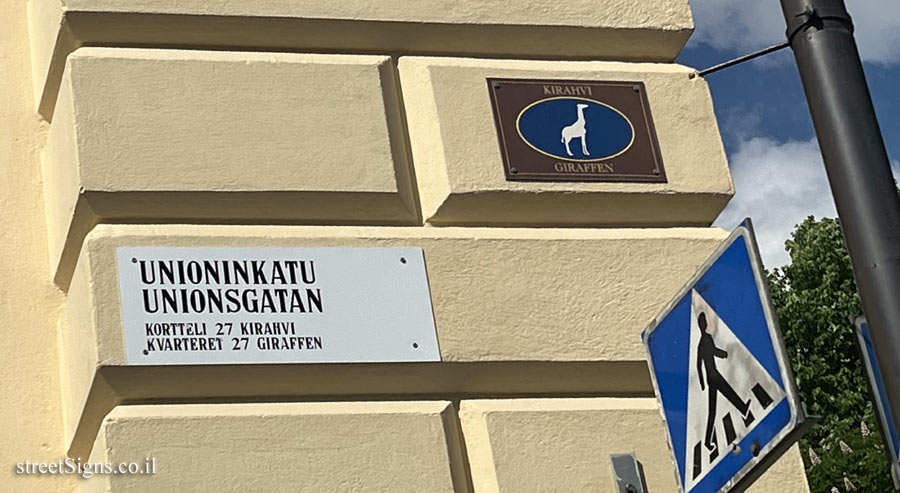 KIRAHVI
GIRAFFEN
UNIONINKATU
UNIONSGATAN
KORTTELI 27 KIRAHVI
KVARTERET 27 GIRAFFEN
streetSigns.co.il